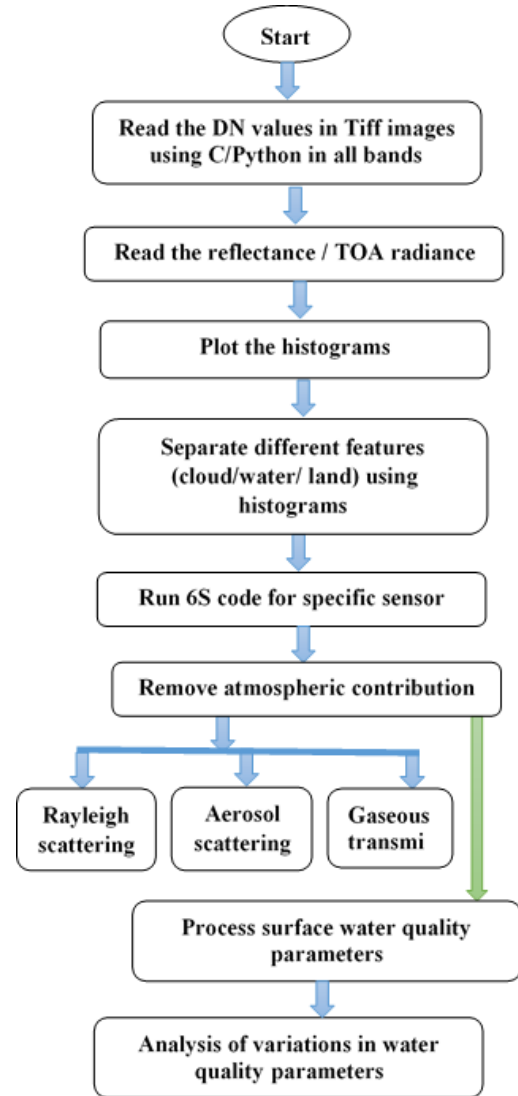 Start
Read the DN values in Tiff images
using C/Python in all bands
Read the reflectance / TOA radiance
Plot the histograms
Separate different features
(cloud/water/ land) using
histograms
Run 6S code for specific sensor
Remove atmospheric contribution
Rayleigh
scattering
Aerosol
scattering
Gaseous
transmi
Process surface water quality
parameters
Analysis of variations in water
quality parameters